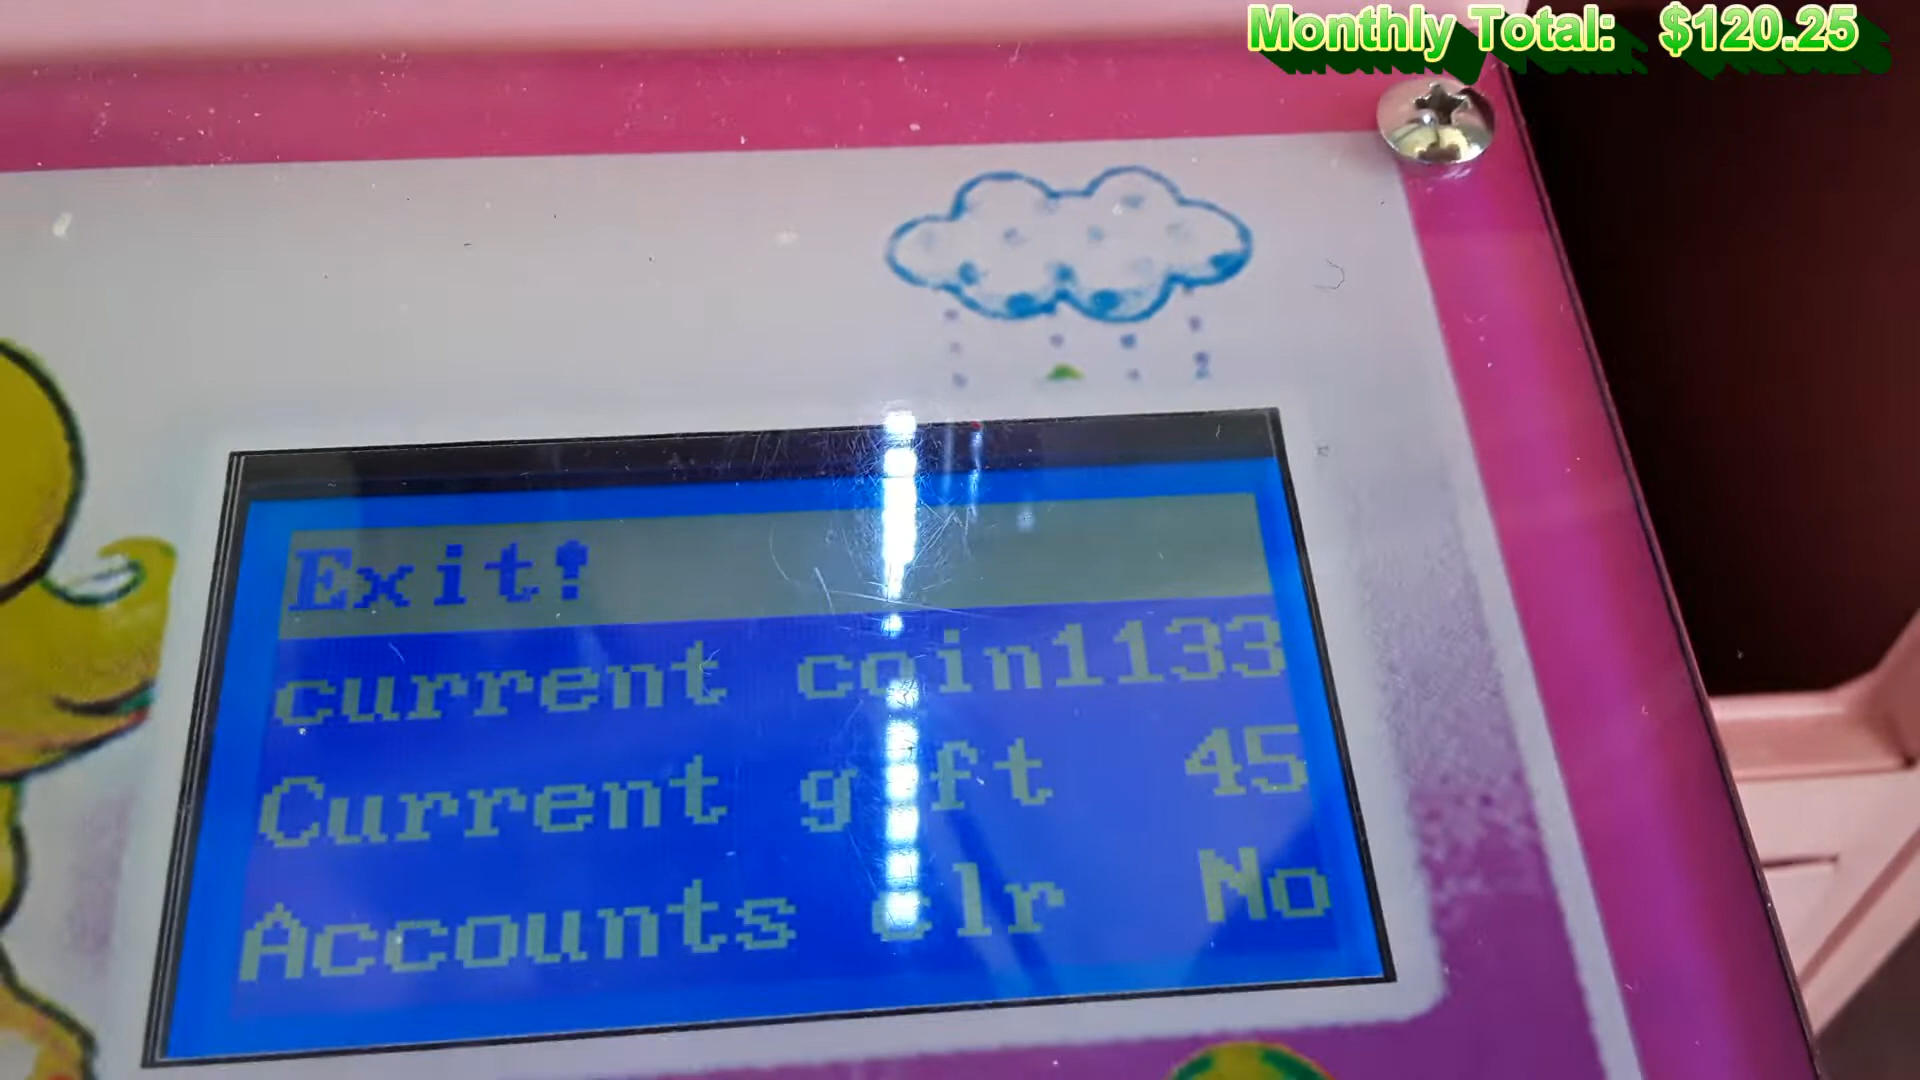 Monthly Total: $120.25
Exit!
current coin1133
Current gift 45
Accounts clr No